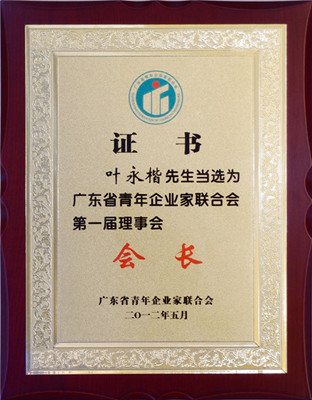 证 书
叶永楷先生当选为
广东省青年企业家联合会
第一届理事会
会 长
广东省青年企业家联合会
二〇一二年五月